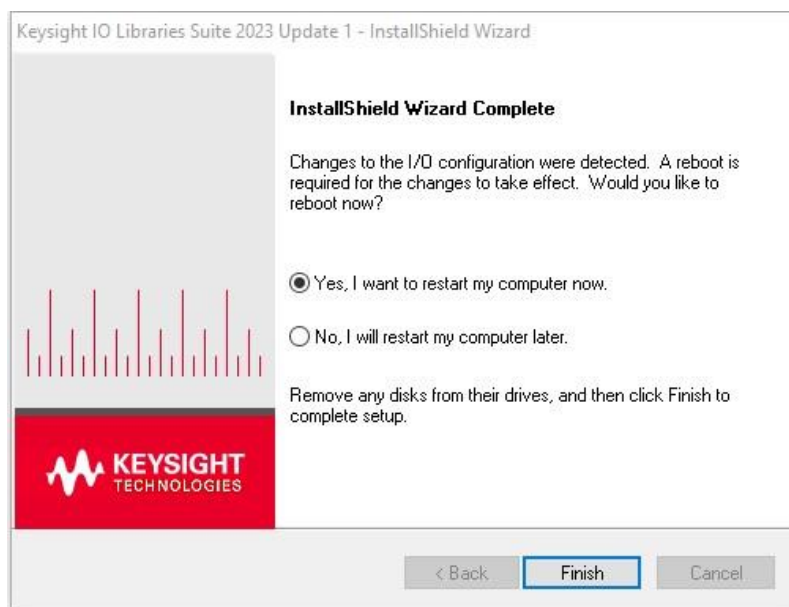 Keysight IO Libraries Suite 2023 Update 1 - InstallShield Wizard
InstallShield Wizard Complete
Changes to the I/O configuration were detected. A reboot is
required for the changes to take effect. Would you like to
reboot now?
Yes, I want to restart my computer now.
No, I will restart my computer later.
Remove any disks from their drives, and then click Finish to
complete setup.
KEYSIGHT
TECHNOLOGIES
< Back
Finish
Cancel